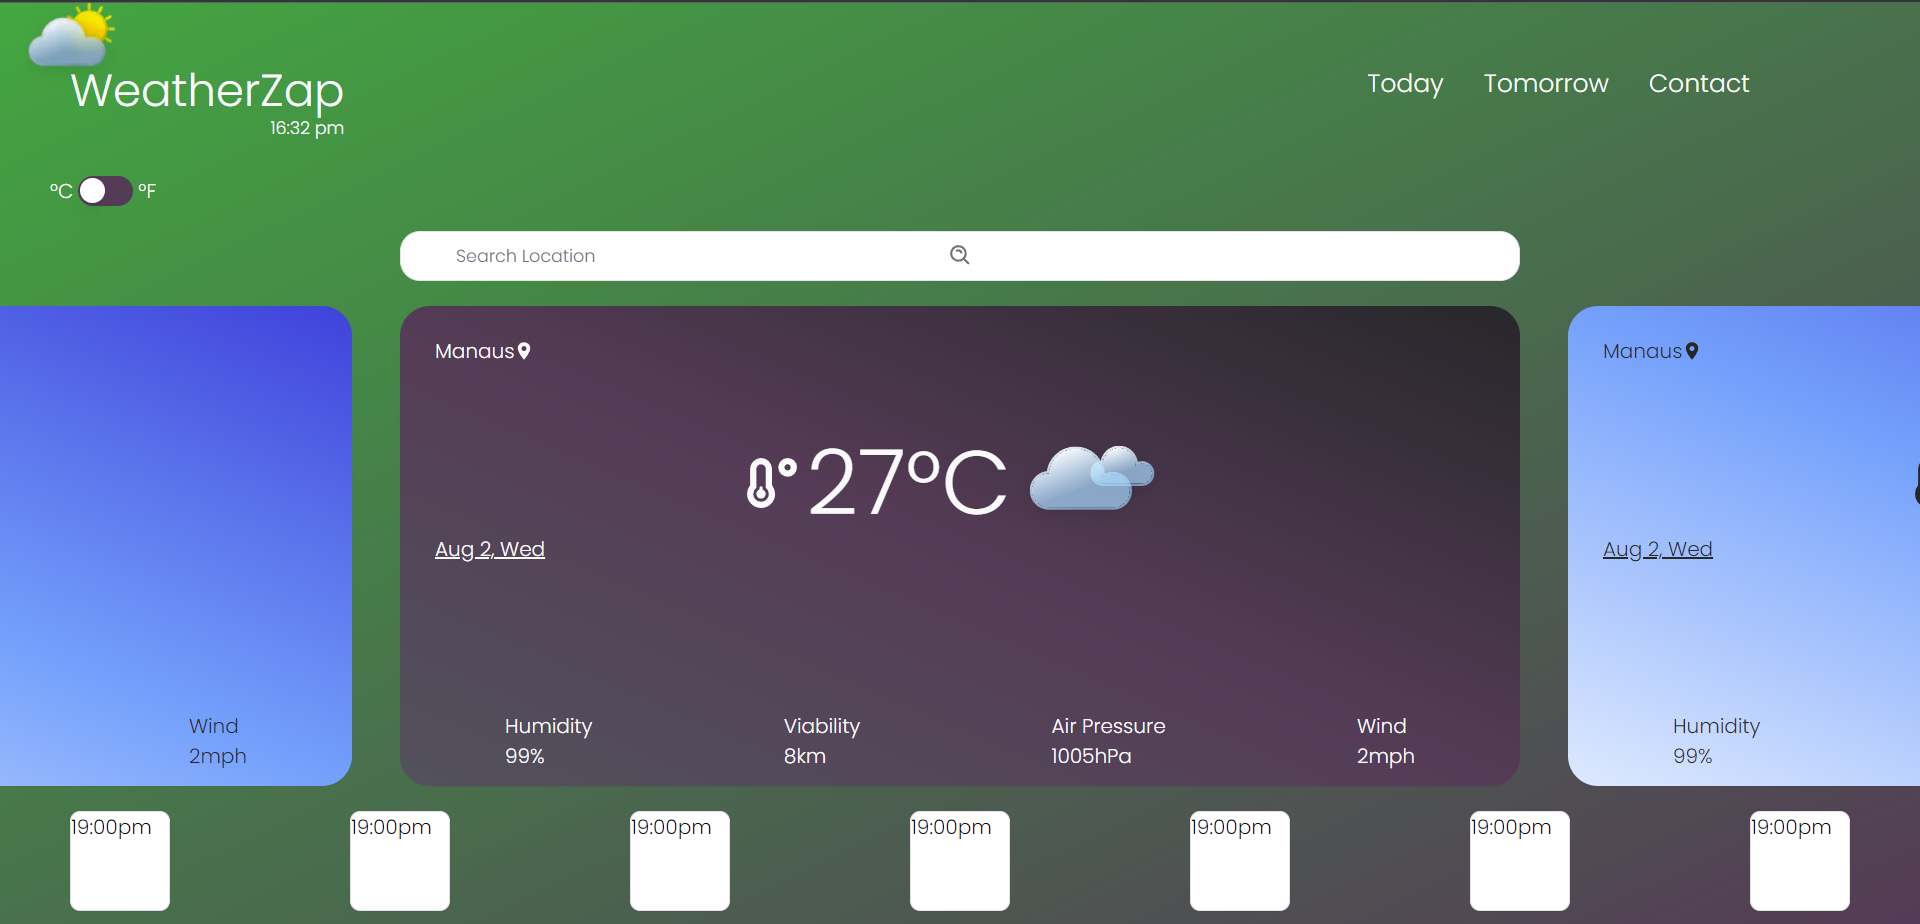 WeatherZap
16:32 pm
Today Tomorrow Contact
°C °F
Search Location
Wind
2mph
Manaus
27°C
Aug 2, Wed
Humidity Viability Air Pressure Wind
99% 8km 1005hPa 2mph
Manaus
Aug 2, Wed
Humidity
99%
19:00pm 19:00pm 19:00pm 19:00pm 19:00pm 19:00pm 19:00pm